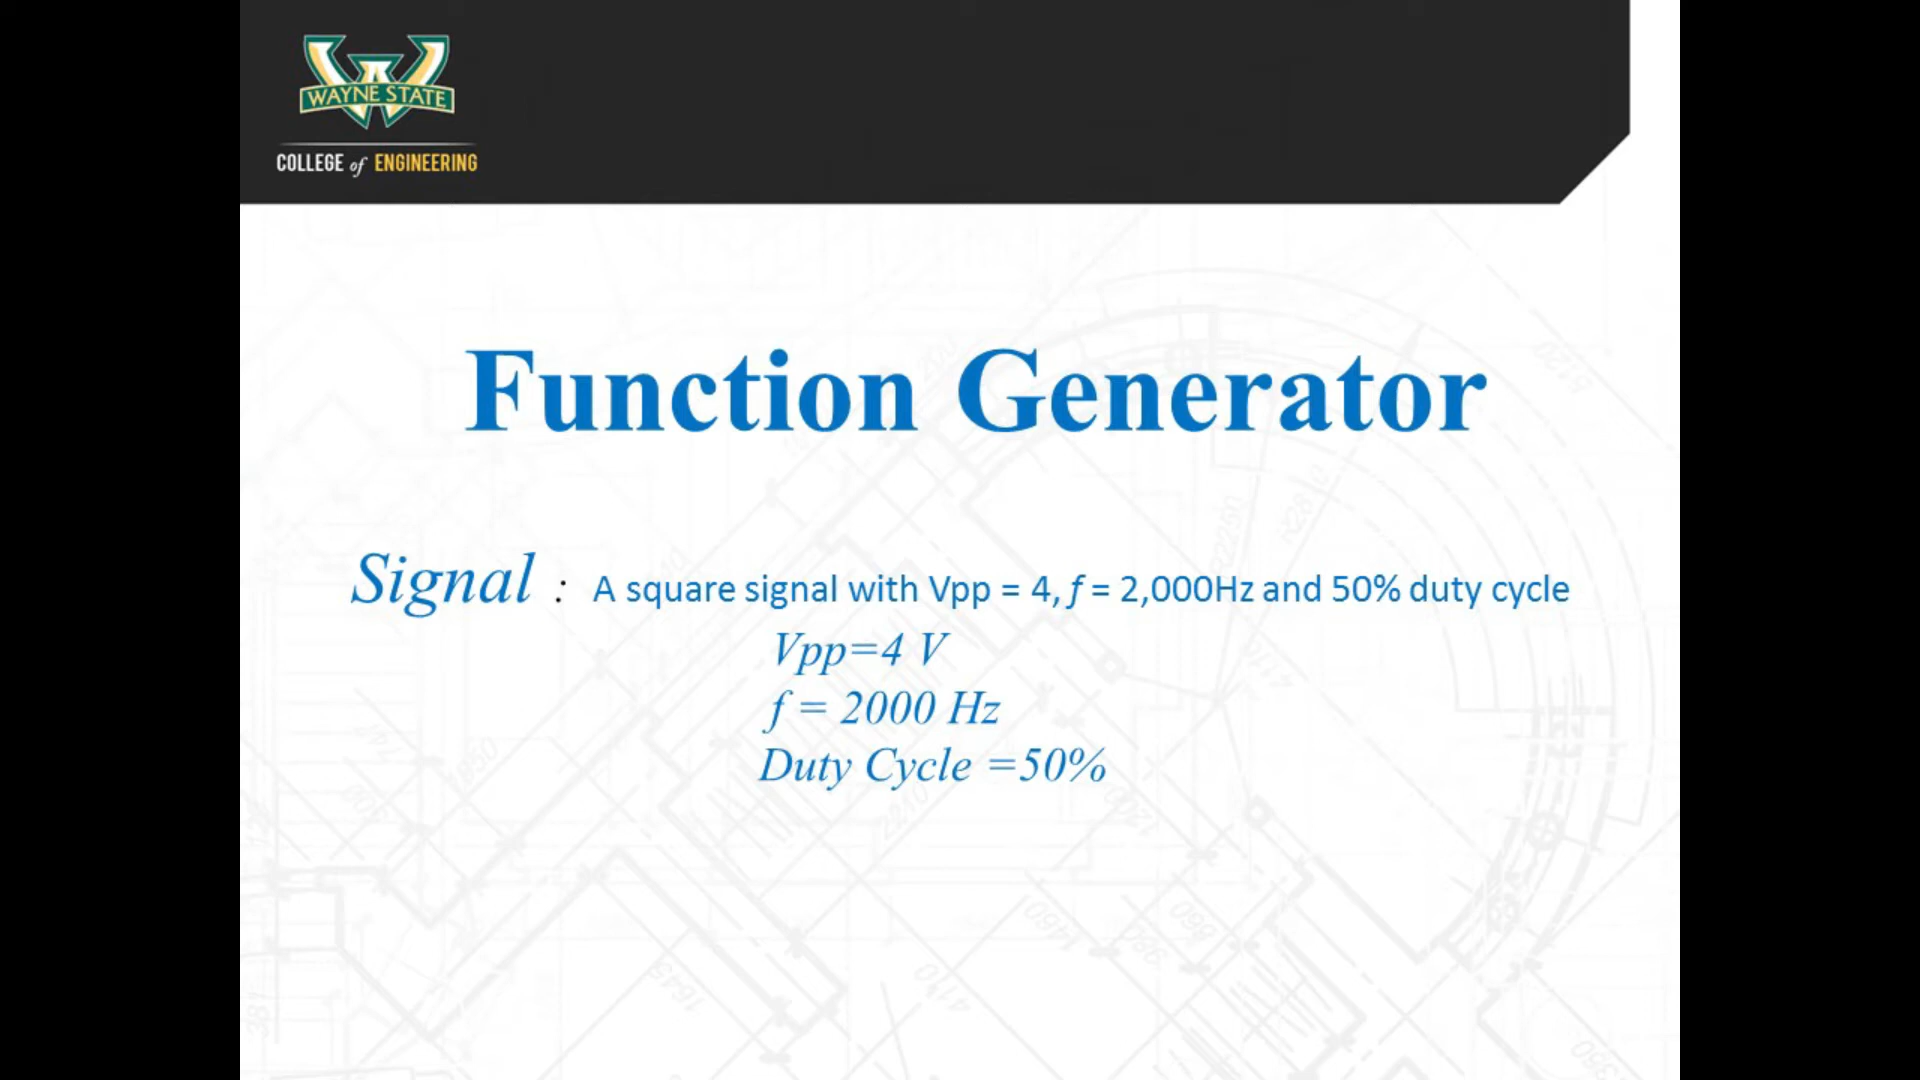 WAYNE STATE
COLLEGE of ENGINEERING
Function Generator
Signal : A square signal with Vpp = 4, f = 2,000Hz and 50% duty cycle
Vpp=4 V
f = 2000 Hz
Duty Cycle =50%